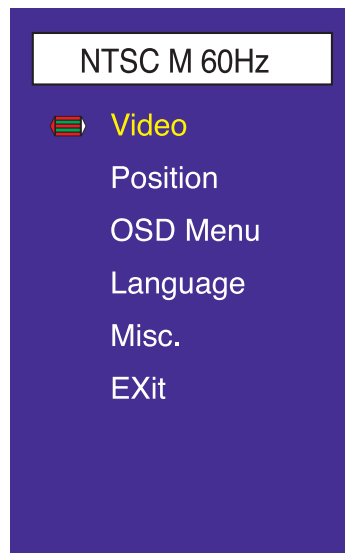 NTSC M 60Hz
Video
Position
OSD Menu
Language
Misc.
EXit